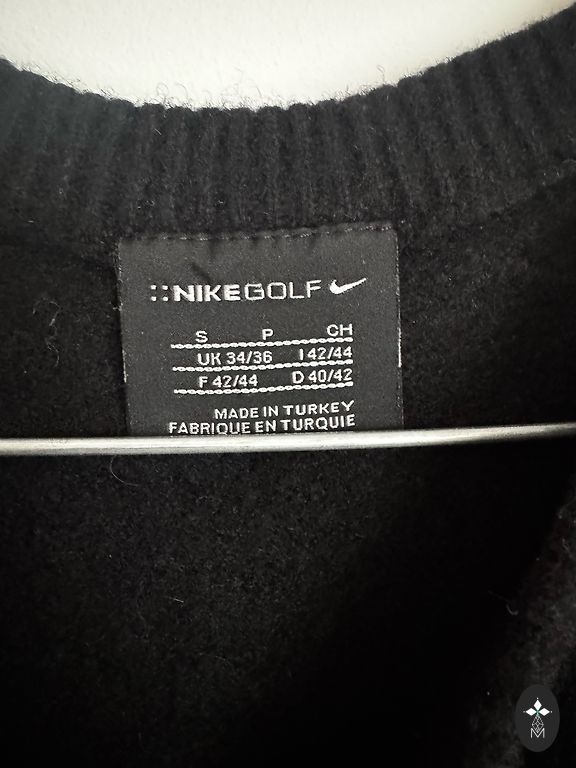 ::NIKEGOLF
S P CH
UK 34/36 I 42/44
F 42/44 D 40/42
MADE IN TURKEY
FABRIQUE EN TURQUIE
M